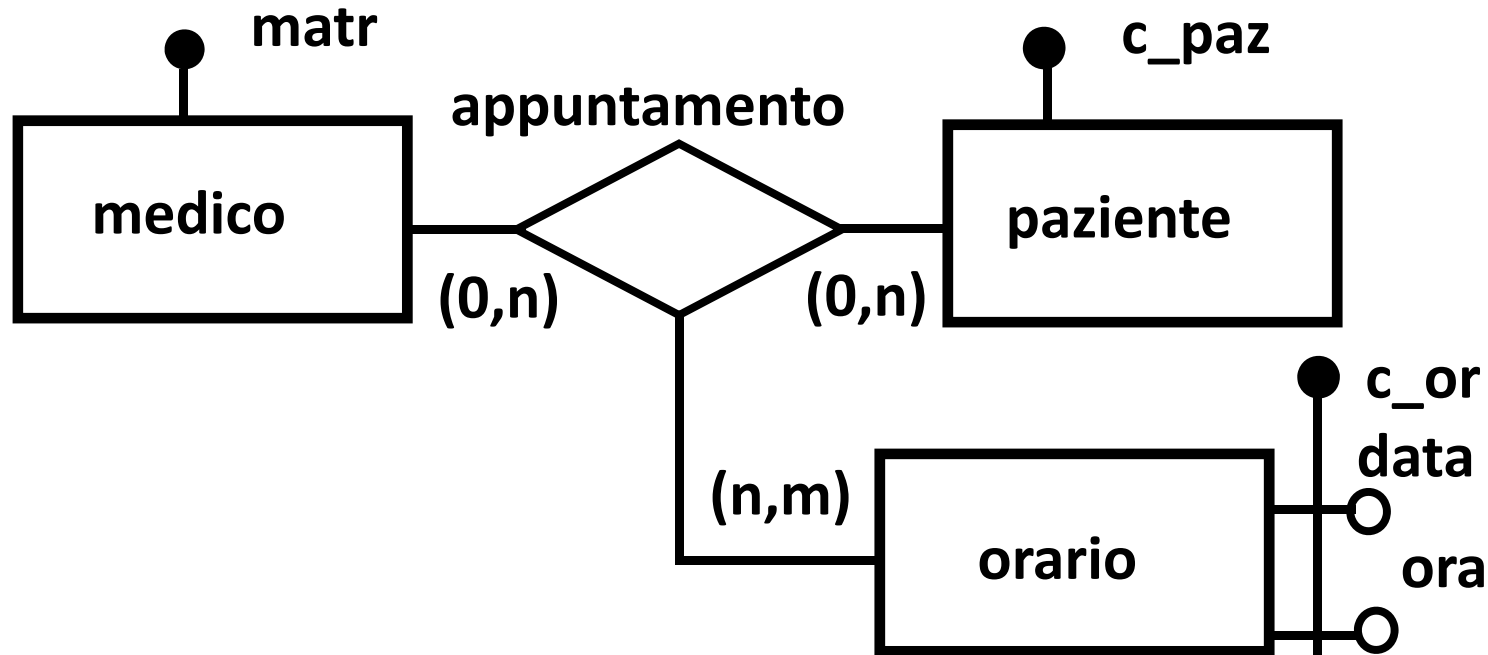 matr
c_paz
appuntamento
medico
paziente
(0,n)
(0,n)
c_or
data
(n,m)
orario
ora